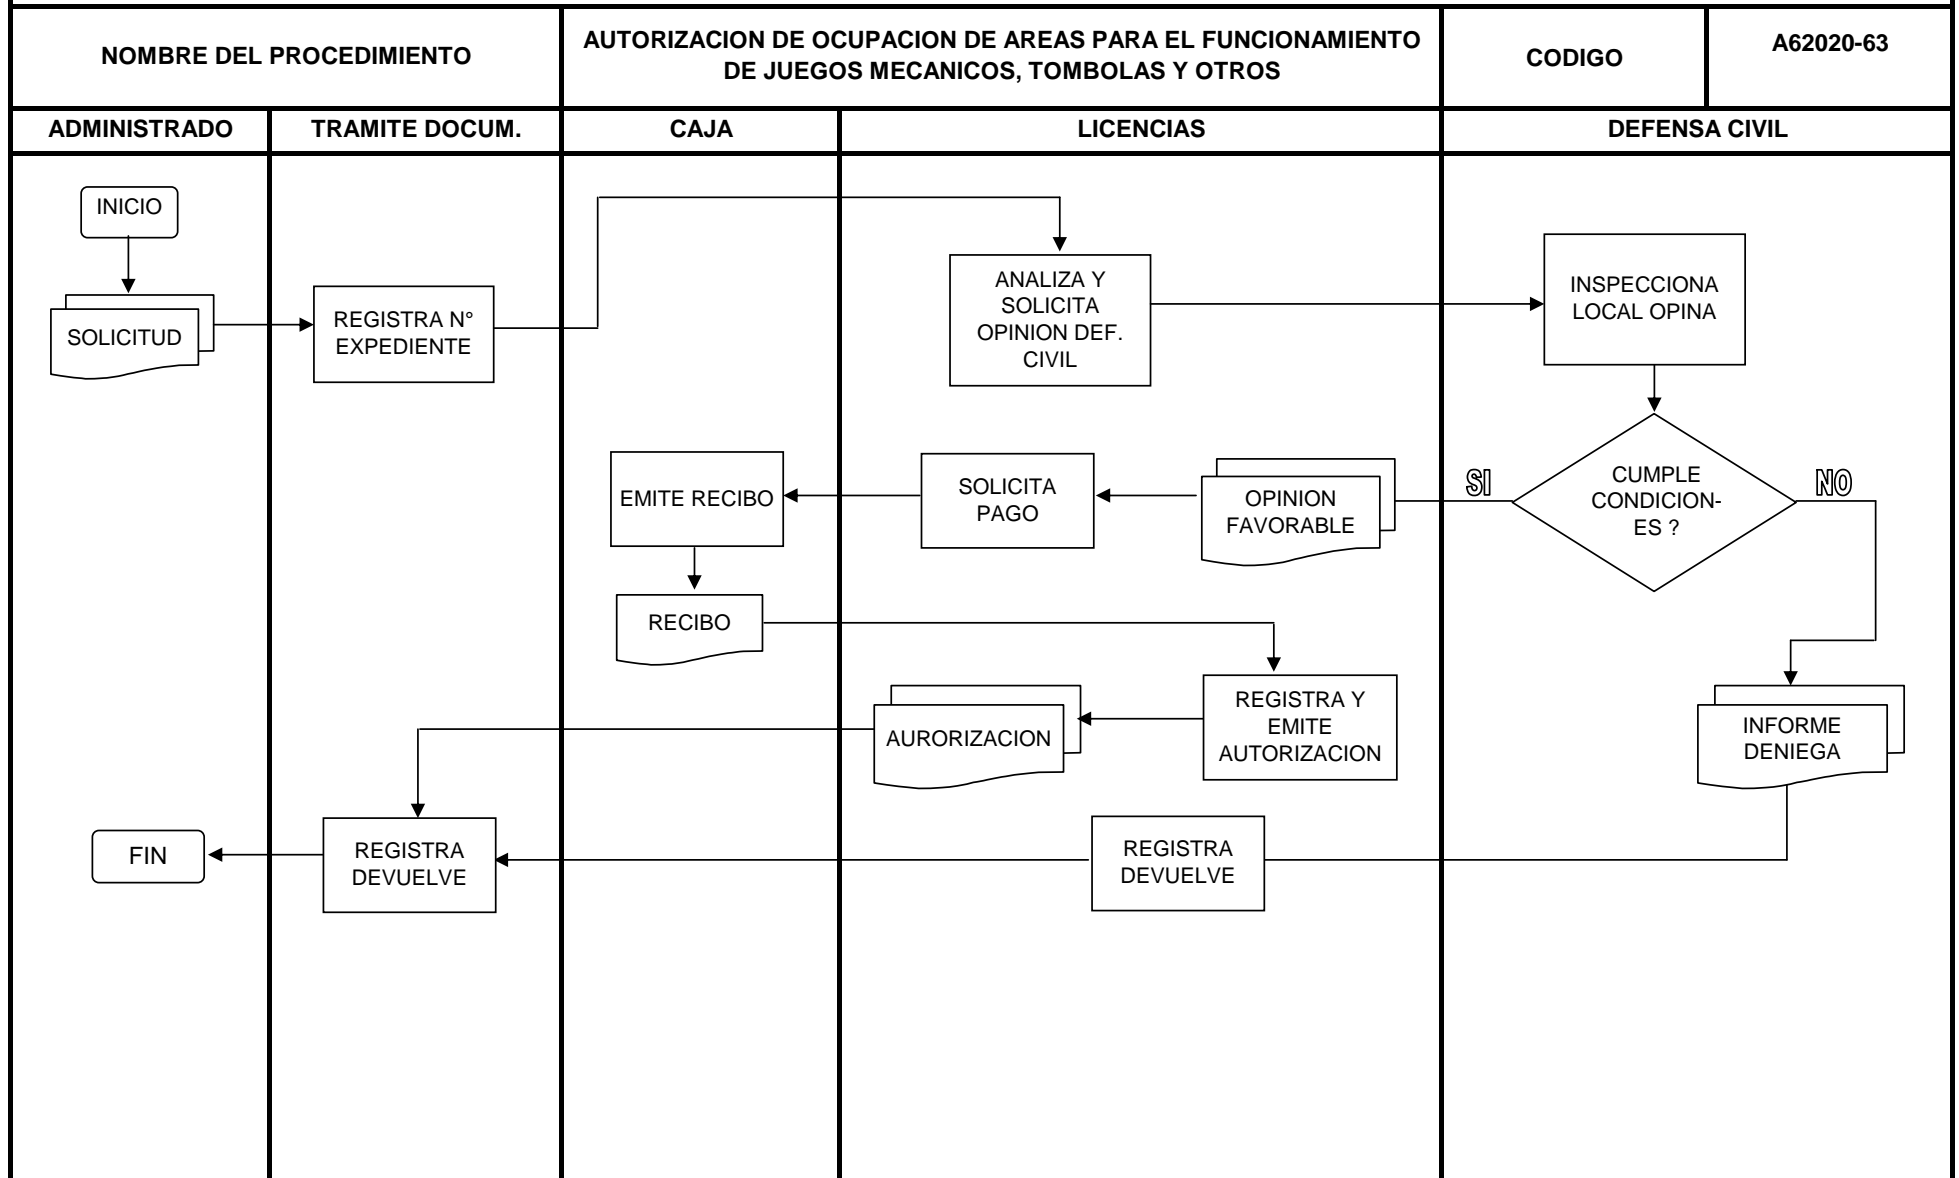 NOMBRE DEL PROCEDIMIENTO
AUTORIZACION DE OCUPACION DE AREAS PARA EL FUNCIONAMIENTO
DE JUEGOS MECANICOS, TOMBOLAS Y OTROS
CODIGO
A62020-63
ADMINISTRADO
TRAMITE DOCUM.
CAJA
LICENCIAS
DEFENSA CIVIL
INICIO
SOLICITUD
REGISTRA N°
EXPEDIENTE
ANALIZA Y
SOLICITA
OPINION DEF.
CIVIL
INSPECCIONA
LOCAL OPINA
CUMPLE
CONDICION-
ES ?
SI
NO
OPINION
FAVORABLE
SOLICITA
PAGO
EMITE RECIBO
RECIBO
REGISTRA Y
EMITE
AUTORIZACION
AURORIZACION
INFORME
DENIEGA
REGISTRA
DEVUELVE
REGISTRA
DEVUELVE
FIN